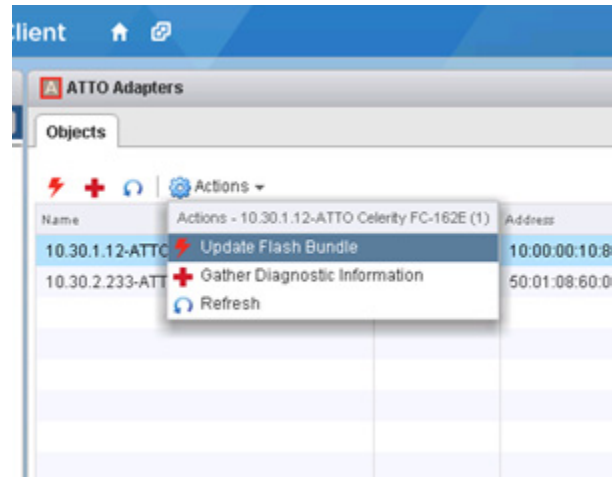 Client
ATTO Adapters
Objects
Actions
Name
Address
Actions - 10.30.1.12-ATTO Celerity FC-162E (1)
10.30.1.12-ATTO
Update Flash Bundle
10:00:00:10:8
10.30.2.233-ATT
Gather Diagnostic Information
50:01:08:60:0
Refresh